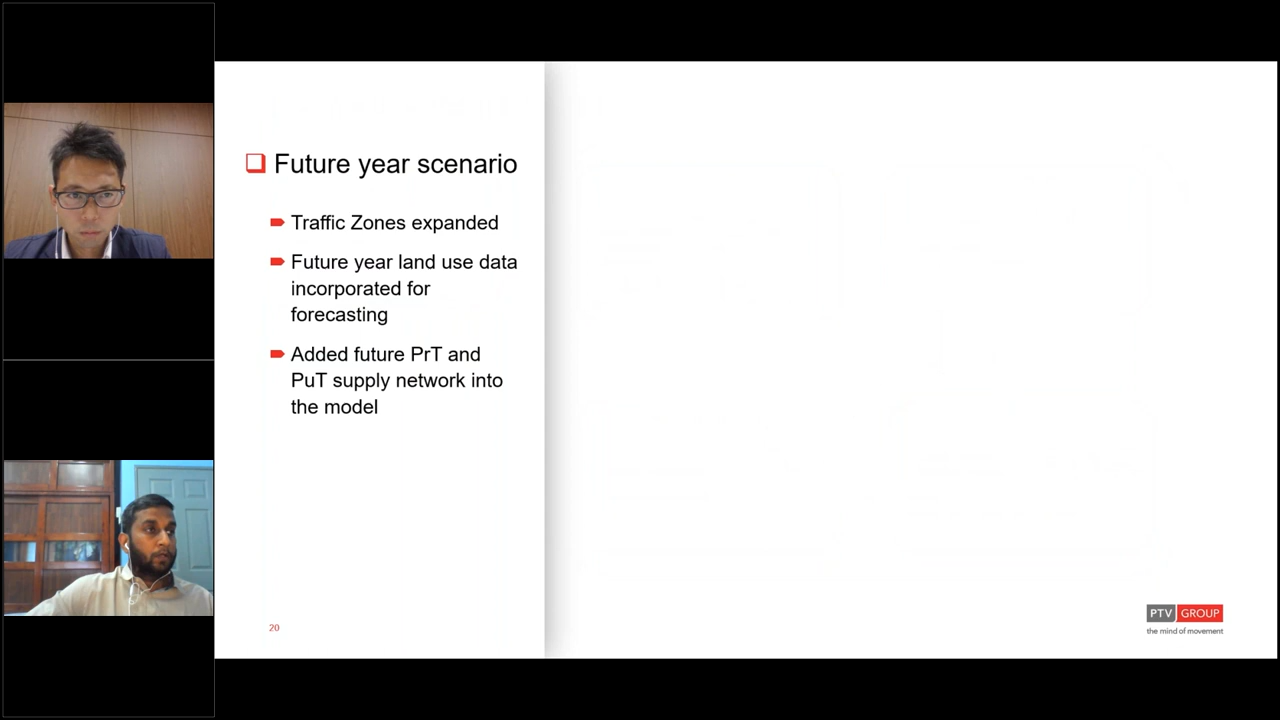 Future year scenario
Traffic Zones expanded
Future year land use data
incorporated for
forecasting
Added future PrT and
PuT supply network into
the model
20
PTV GROUP
the mind of movement